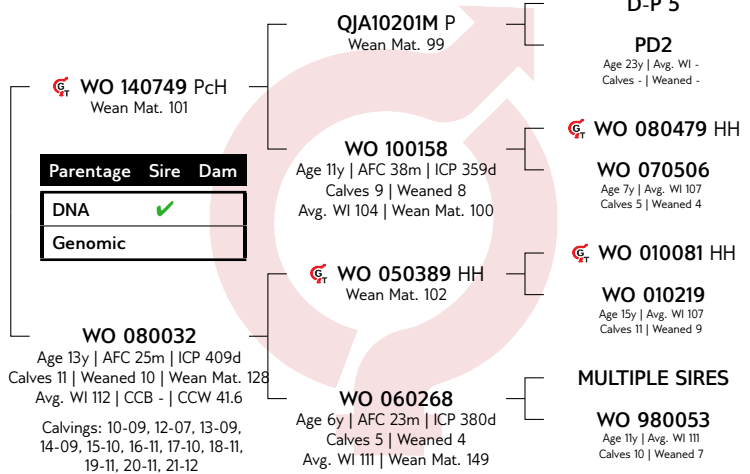 D-P 5
QJA10201M P
Wean Mat. 99
PD2
Age 23y | Avg. WI -
Calves - | Weaned -
GT WO 140749 PcH
Wean Mat. 101
WO 100158
Age 11y | AFC 38m | ICP 359d
Calves 9 | Weaned 8
Avg. WI 104 | Wean Mat. 100
GT WO 080479 HH
WO 070506
Age 7y | Avg. WI 107
Calves 5 | Weaned 4
Parentage Sire Dam
DNA ✔
Genomic
GT WO 050389 HH
Wean Mat. 102
GT WO 010081 HH
WO 010219
Age 15y | Avg. WI 107
Calves 11 | Weaned 9
WO 080032
Age 13y | AFC 25m | ICP 409d
Calves 11 | Weaned 10 | Wean Mat. 128
Avg. WI 112 | CCB - | CCW 41.6
Calvings: 10-09, 12-07, 13-09,
14-09, 15-10, 16-11, 17-10, 18-11,
19-11, 20-11, 21-12
WO 060268
Age 6y | AFC 23m | ICP 380d
Calves 5 | Weaned 4
Avg. WI 111 | Wean Mat. 149
MULTIPLE SIRES
WO 980053
Age 11y | Avg. WI 111
Calves 10 | Weaned 7